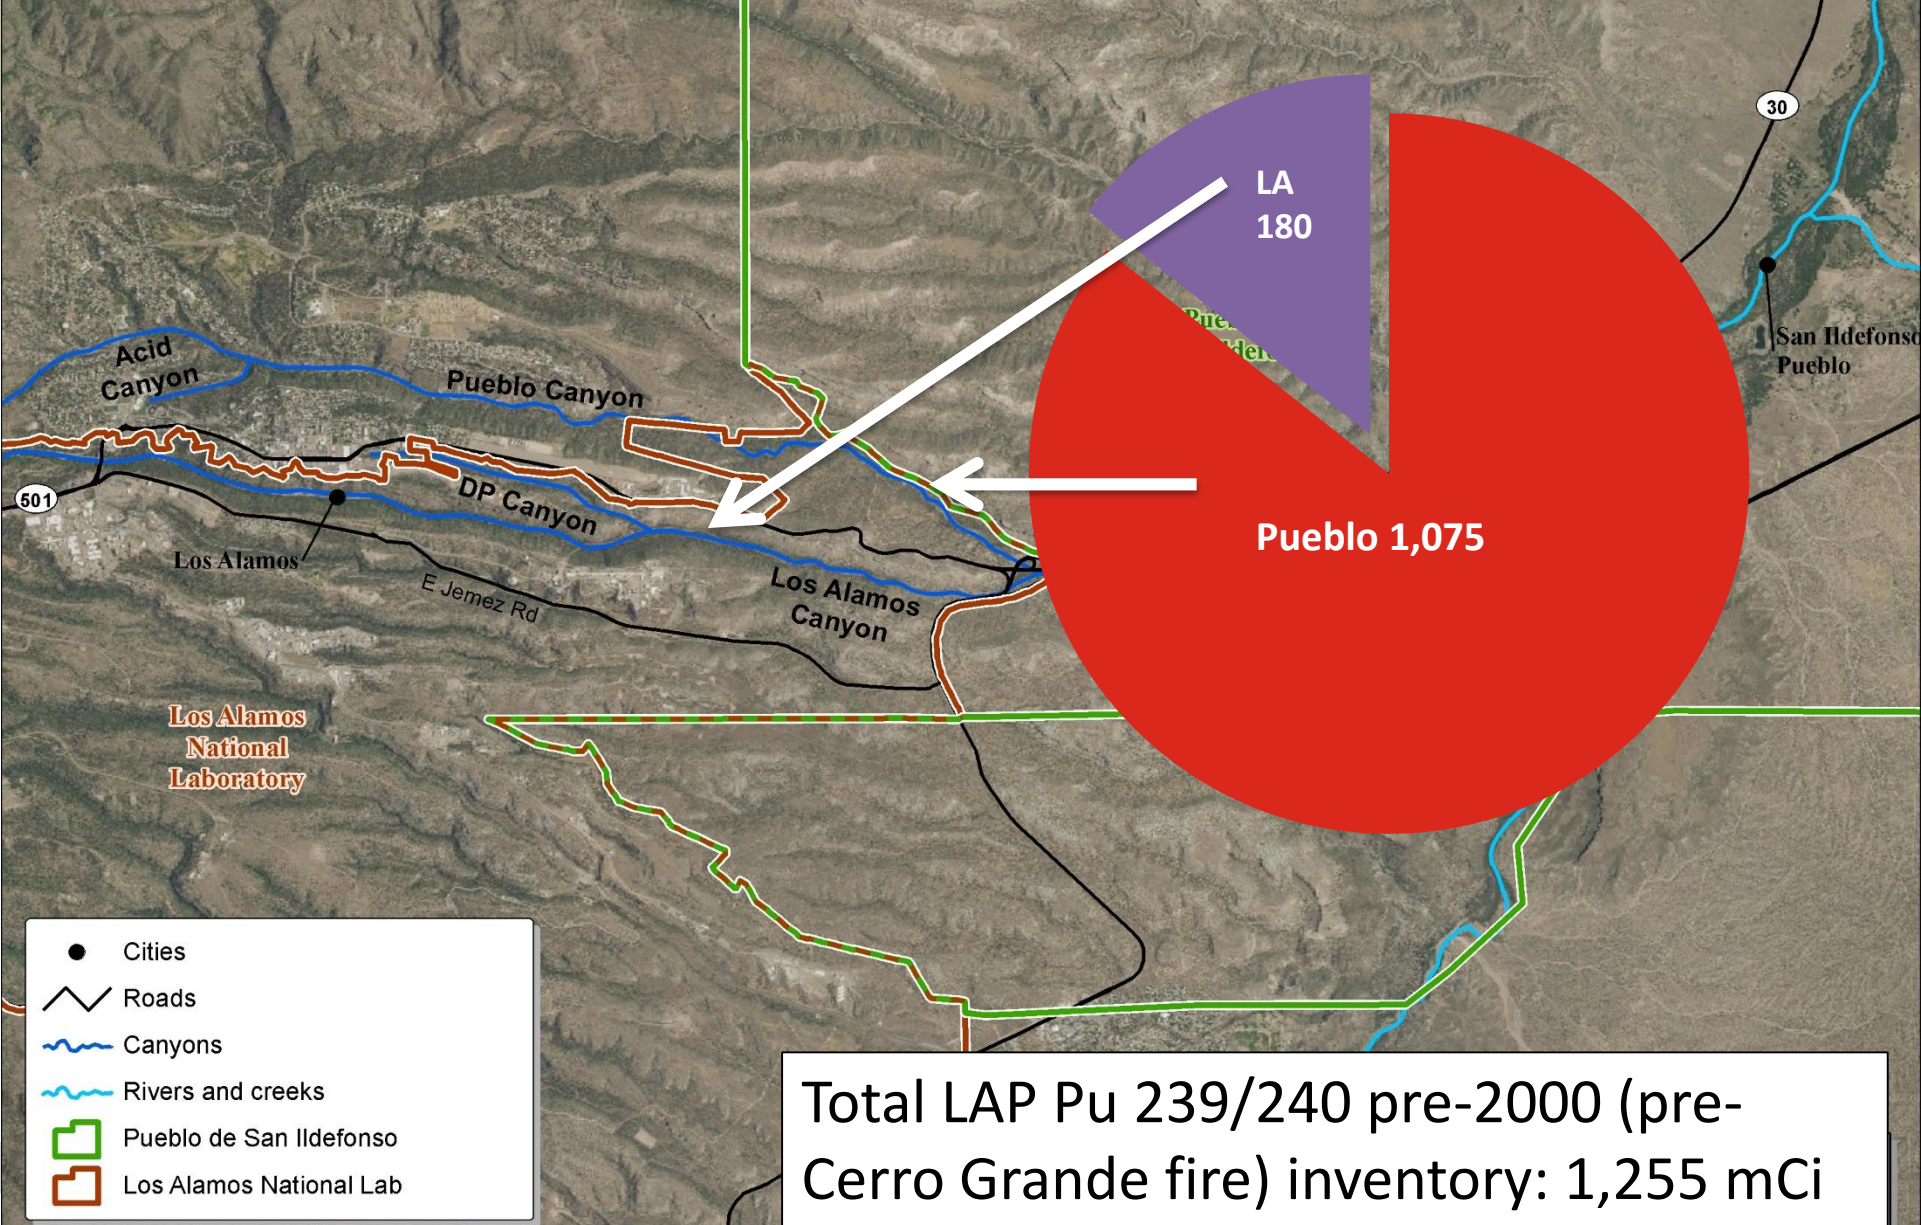 30
LA
180
Pueblo 1,075
San Ildefonso
Pueblo
Acid
Canyon
Pueblo Canyon
501
DP Canyon
Los Alamos
E Jemez Rd
Los Alamos
Canyon
Los Alamos
National
Laboratory
Cities
Roads
Canyons
Rivers and creeks
Pueblo de San Ildefonso
Los Alamos National Lab
Total LAP Pu 239/240 pre-2000 (pre-
Cerro Grande fire) inventory: 1,255 mCi